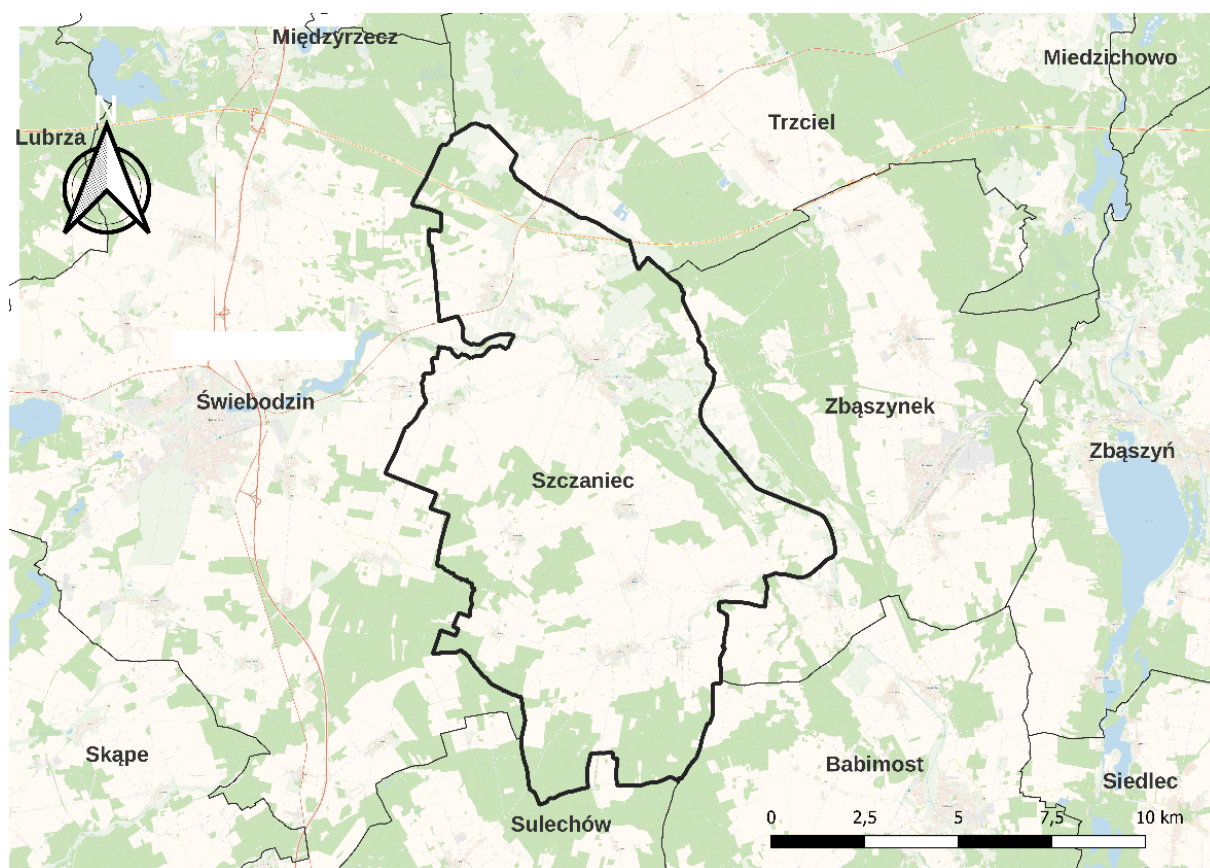 Międzyrzecz
Miedzichowo
N
Trzciel
Lubrza
Świebodzin
Zbąszynek
Zbąszyń
Szczaniec
Skąpe
Babimost
Siedlec
Sulechów
0 2,5 5 7,5 10 km